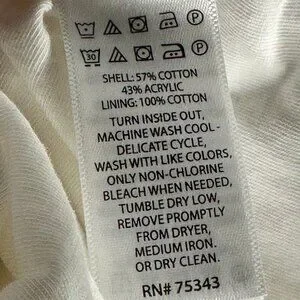 30
SHELL: 57% COTTON
43% ACRYLIC
LINING: 100% COTTON
TURN INSIDE OUT,
MACHINE WASH COOL -
DELICATE CYCLE,
WASH WITH LIKE COLORS,
ONLY NON-CHLORINE
BLEACH WHEN NEEDED,
TUMBLE DRY LOW,
REMOVE PROMPTLY
FROM DRYER,
MEDIUM IRON.
OR DRY CLEAN.
RN# 75343